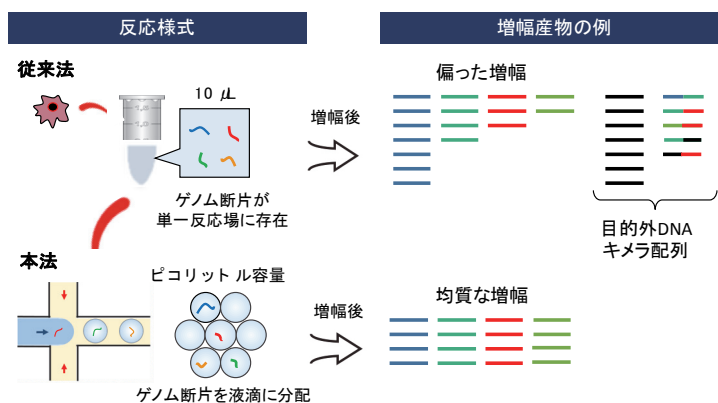 反応様式
増幅産物の例
従来法
10 μL
増幅後
偏った増幅
ゲノム断片が
単一反応場に存在
目的外DNA
キメラ配列
本法
ピコリットル容量
増幅後
均質な増幅
ゲノム断片を液滴に分配